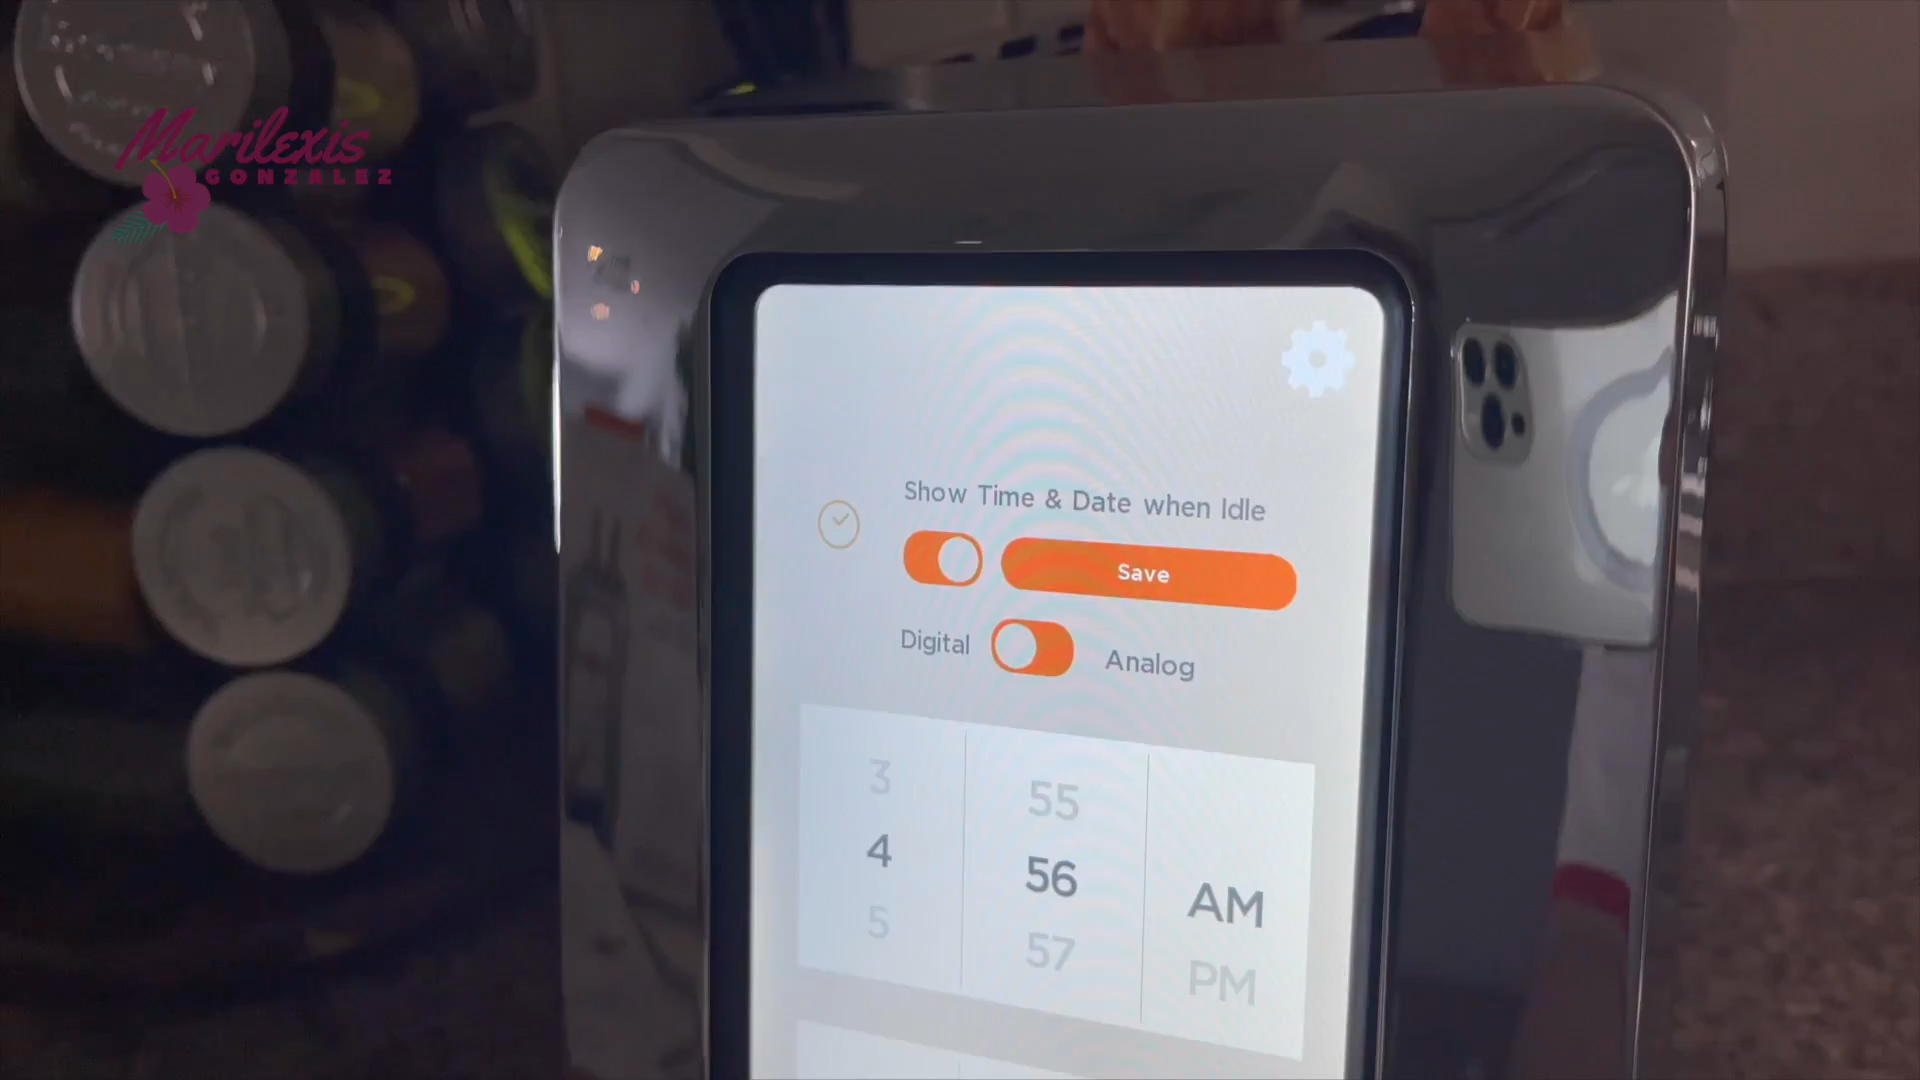 Marilexis
GONZALEZ
Show Time & Date when Idle
Save
Digital
Analog
3 55
4 56 AM
5 57 PM